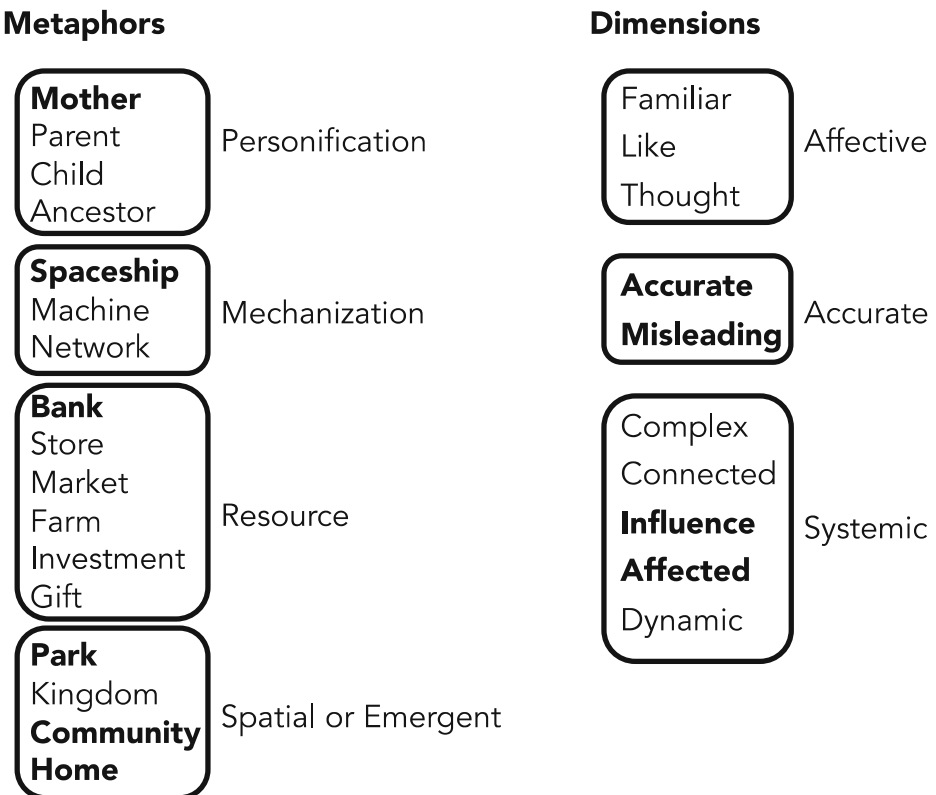 Metaphors
Mother
Parent
Child
Ancestor
Personification
Spaceship
Machine
Network
Mechanization
Bank
Store
Market
Farm
Investment
Gift
Resource
Park
Kingdom
Community
Home
Spatial or Emergent
Dimensions
Familiar
Like
Thought
Affective
Accurate
Misleading
Accurate
Complex
Connected
Influence
Affected
Dynamic
Systemic